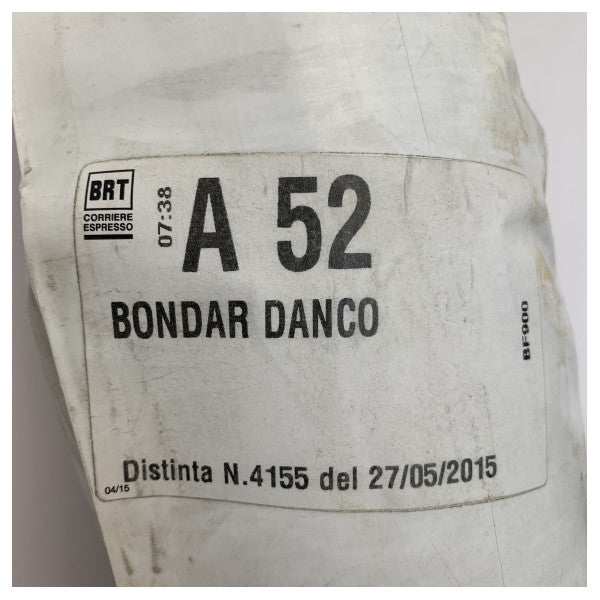 BRT
CORRIERE
ESPRESSO
07:38
A 52
BONDAR DANCO
BF900
Distinta N.4155 del 27/05/2015
04/15